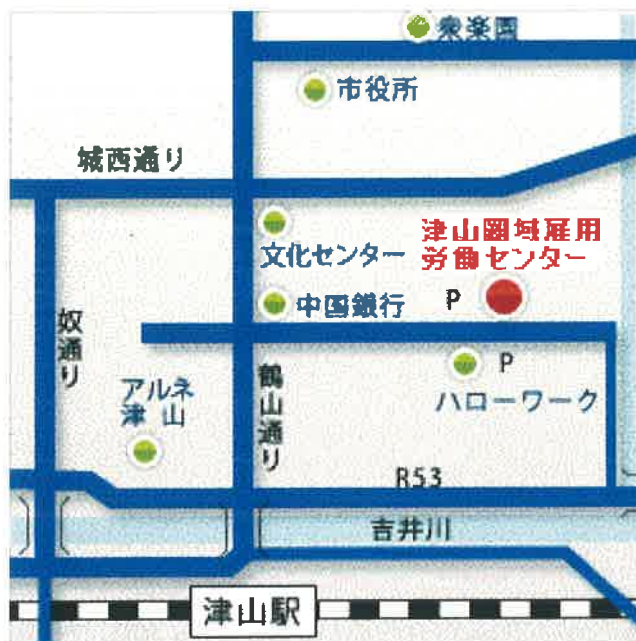 衆楽園
市役所
城西通り
文化センター
津山圏域雇用
労働センター
中国銀行
P
奴通り
アルネ
津山
鶴山通り
P
ハローワーク
R53
吉井川
津山駅